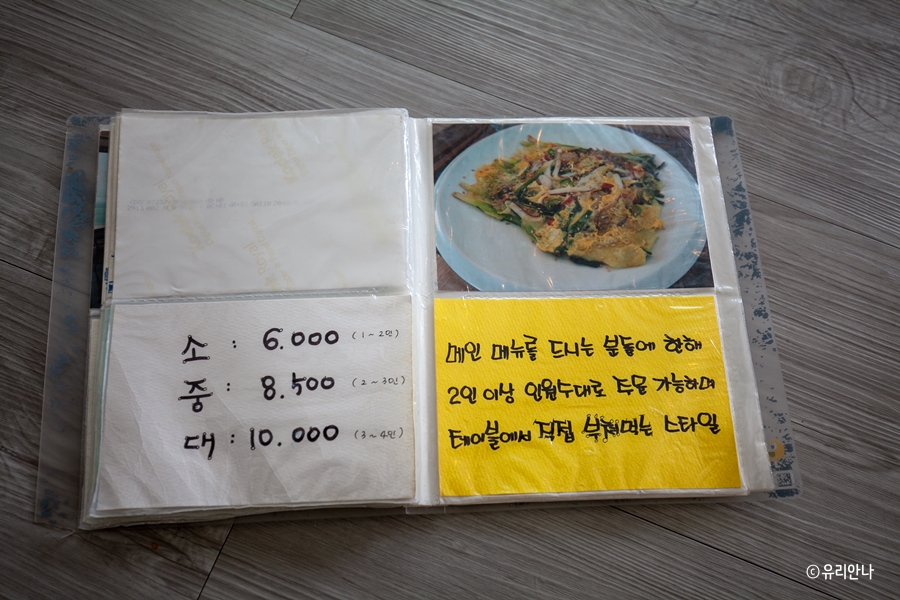 소 : 6.000 (1~2인)
중 : 8.500 (2~3인)
대 : 10.000 (3~4인)
메인 메뉴를 드시는 분들에 한해
2인 이상 인원수대로 주문 가능하며
테이블에서 직접 부쳐먹는 스타일
ⓒ유리안나